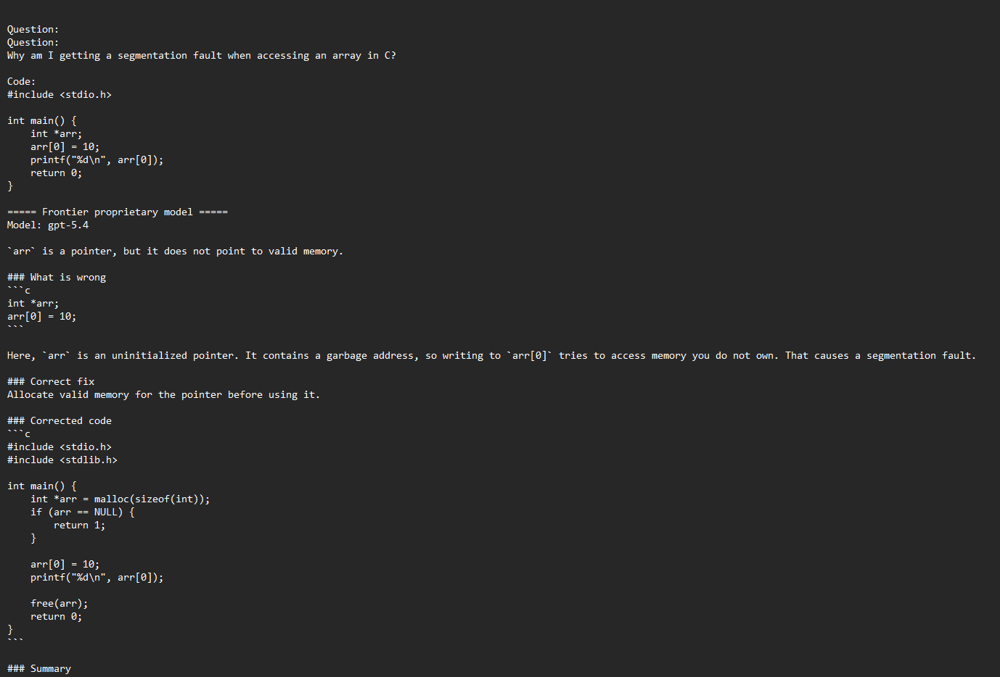 Question:
Question:
Why am I getting a segmentation fault when accessing an array in C?

Code:
#include <stdio.h>

int main() {
    int *arr;
    arr[0] = 10;
    printf("%d\n", arr[0]);
    return 0;
}

===== Frontier proprietary model =====
Model: gpt-5.4

`arr` is a pointer, but it does not point to valid memory.

### What is wrong
```c
int *arr;
arr[0] = 10;
```

Here, `arr` is an uninitialized pointer. It contains a garbage address, so writing to `arr[0]` tries to access memory you do not own. That causes a segmentation fault.

### Correct fix
Allocate valid memory for the pointer before using it.

### Corrected code
```c
#include <stdio.h>
#include <stdlib.h>

int main() {
    int *arr = malloc(sizeof(int));
    if (arr == NULL) {
        return 1;
    }

    arr[0] = 10;
    printf("%d\n", arr[0]);

    free(arr);
    return 0;
}
```

### Summary